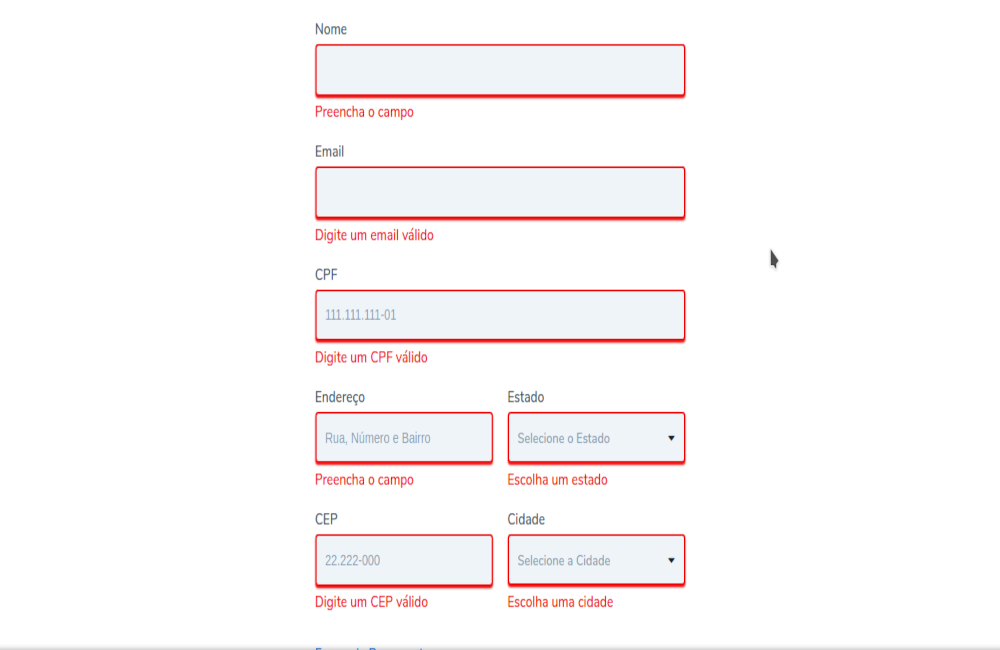 Nome
Preencha o campo
Email
Digite um email válido
CPF
111.111.111-01
Digite um CPF válido
Endereço Estado
Rua, Número e Bairro Selecione o Estado
Preencha o campo Escolha um estado
CEP Cidade
22.222-000 Selecione a Cidade
Digite um CEP válido Escolha uma cidade